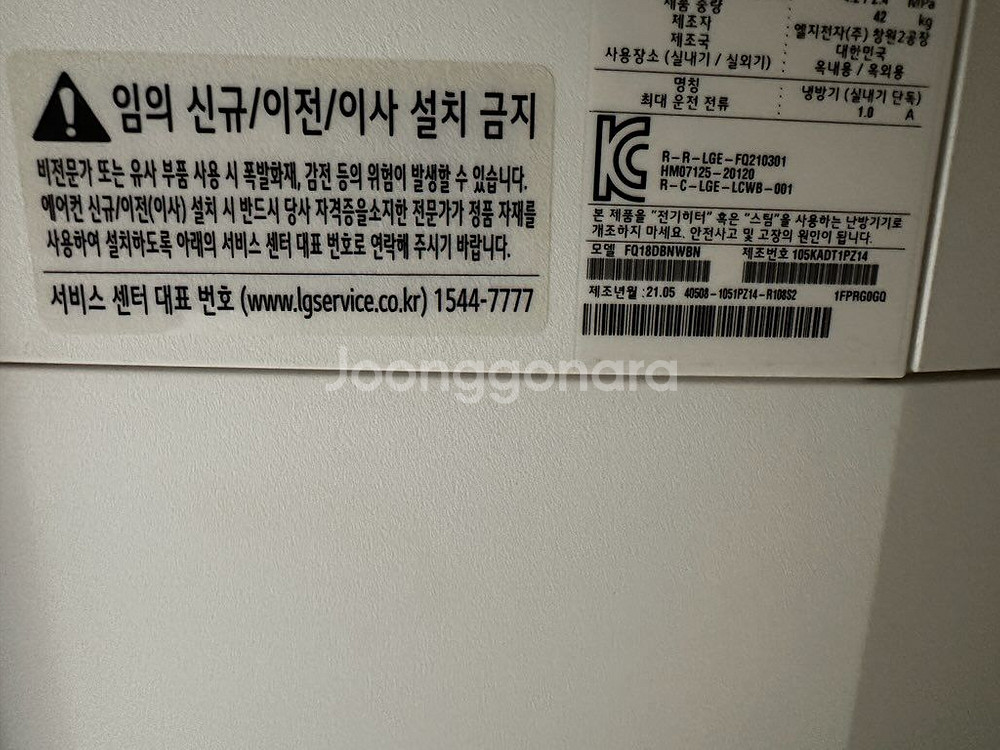 임의 신규/이전/이사 설치 금지
비전문가 또는 유사 부품 사용 시 폭발화재, 감전 등의 위험이 발생할 수 있습니다.
에어컨 신규/이전(이사) 설치 시 반드시 당사 자격증을소지한 전문가가 정품 자재를
사용하여 설치하도록 아래의 서비스 센터 대표 번호로 연락해 주시기 바랍니다.
서비스 센터 대표 번호 (www.lgservice.co.kr) 1544-7777
MPa
제품 중량 : 42 kg
제조자 : 엘지전자(주) 창원2공장
제조국 : 대한민국
사용장소 (실내기 / 실외기) : 옥내용 / 옥외용
명칭 : 냉방기 (실내기 단독)
최대 운전 전류 : 1.0 A
R-R-LGE-FQ210301
HM07125-20120
R-C-LGE-LCWB-001
본 제품을 "전기히터" 혹은 "스팀"을 사용하는 난방기기로
개조하지 마세요. 안전사고 및 고장의 원인이 됩니다.
모델 FQ18DBNWBN 제조번호 105KADT1PZ14
제조년월 : 21.05 40508-1051PZ14-R108S2 1FPRG0GQ
Joonggonara